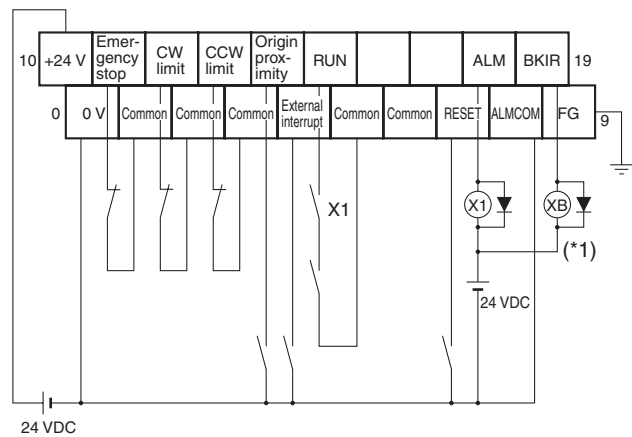 10 +24 V Emer-
gency
stop CW
limit CCW
limit Origin
prox-
imity RUN ALM BKIR 19
0 0 V Common Common Common External
interrupt Common Common RESET ALMCOM FG 9
X1
X1 XB
(*1)
24 VDC
24 VDC